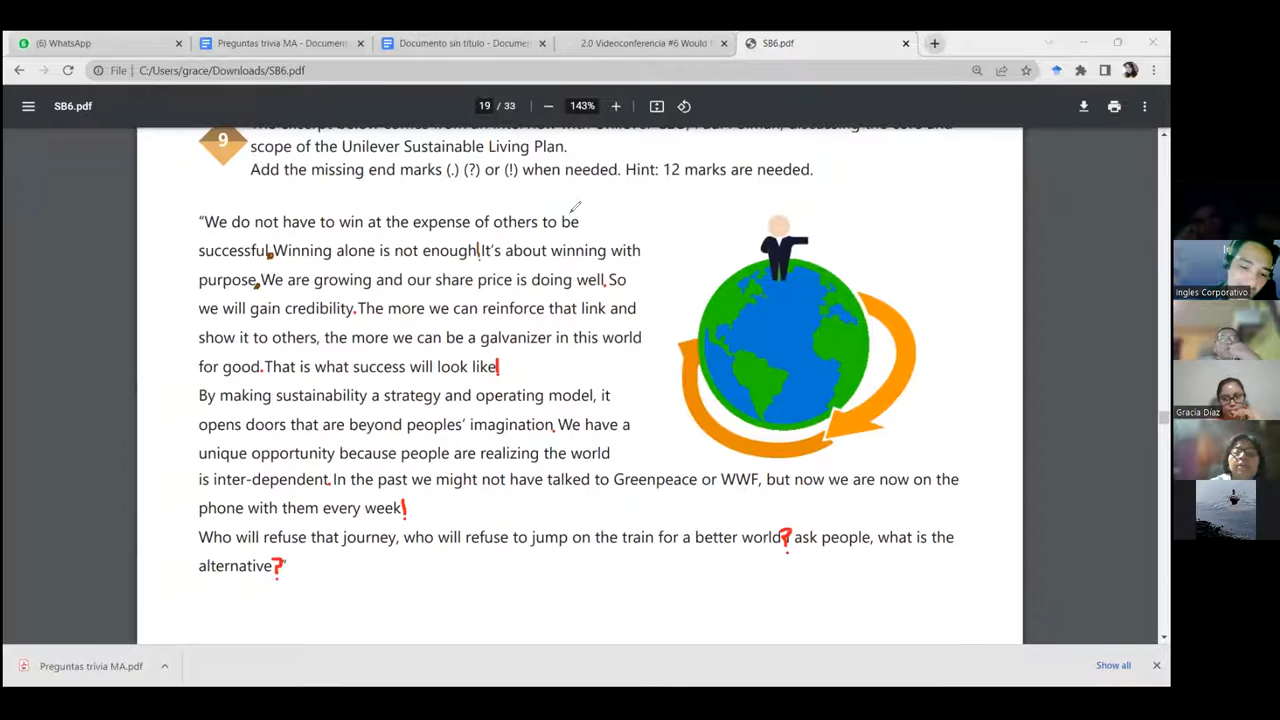 (6) WhatsApp
Preguntas trivia MA - Document
Documento sin título - Docume
2.0 Videoconferencia #6 Would
SB6.pdf
File | C:/Users/grace/Downloads/SB6.pdf
SB6.pdf
19 / 33
143%
9
scope of the Unilever Sustainable Living Plan.
Add the missing end marks (.) (?) or (!) when needed. Hint: 12 marks are needed.
“We do not have to win at the expense of others to be
successful.Winning alone is not enough!It’s about winning with
purpose.We are growing and our share price is doing well.So
we will gain credibility.The more we can reinforce that link and
show it to others, the more we can be a galvanizer in this world
for good.That is what success will look like!
By making sustainability a strategy and operating model, it
opens doors that are beyond peoples’ imagination.We have a
unique opportunity because people are realizing the world
is inter-dependent.In the past we might not have talked to Greenpeace or WWF, but now we are now on the
phone with them every week!
Who will refuse that journey, who will refuse to jump on the train for a better world? ask people, what is the
alternative?”
Ingles Corporativo
Gracia Díaz
Preguntas trivia MA.pdf
Show all